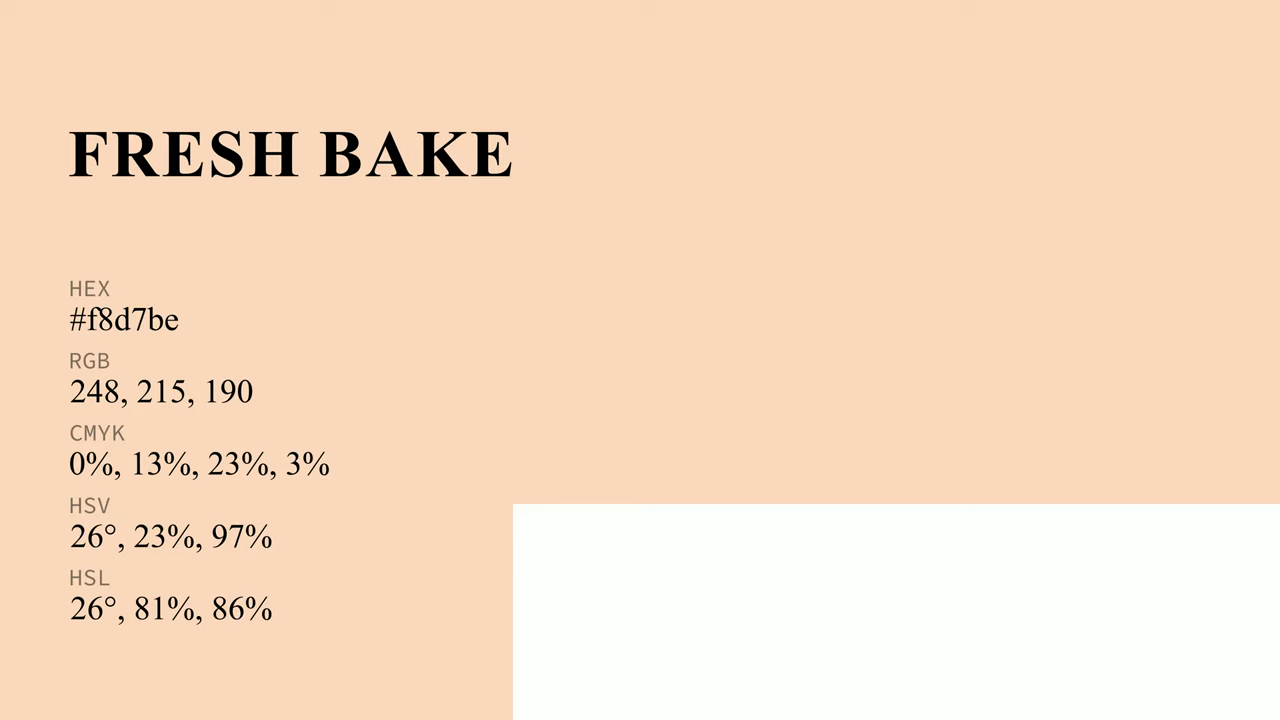 FRESH BAKE
HEX
#f8d7be
RGB
248, 215, 190
CMYK
0%, 13%, 23%, 3%
HSV
26°, 23%, 97%
HSL
26°, 81%, 86%